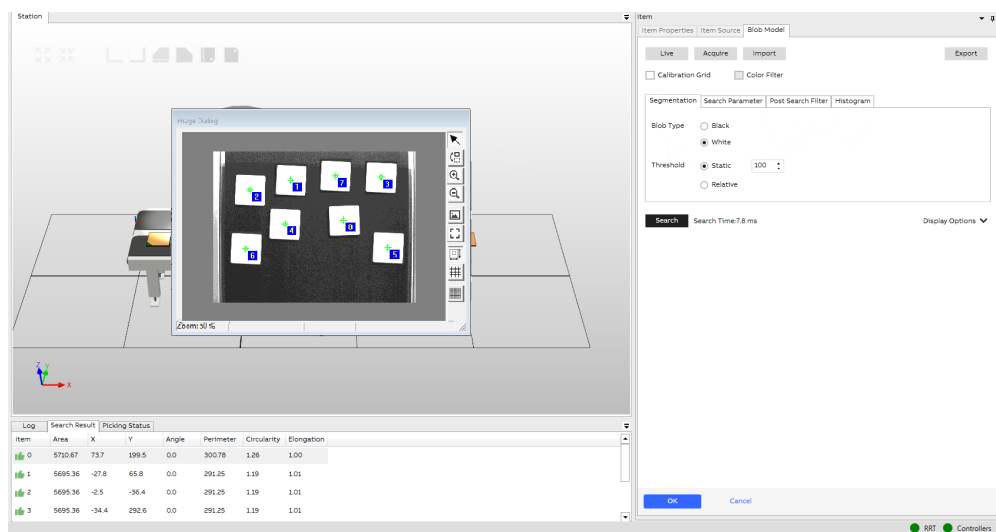 Station
Item
Item Properties Item Source Blob Model
Live Acquire Import Export
Calibration Grid Color Filter
Segmentation Search Parameter Post Search Filter Histogram
Blob Type Black
White
Threshold Static 100
Relative
Search Search Time:7.8 ms Display Options
Image Dialog
2 1 7 3
4 0
6 5
Zoom: 50 %
Z Y
X
Log Search Result Picking Status
Item Area X Y Angle Perimeter Circularity Elongation
0 5710.67 73.7 199.5 0.0 300.78 1.26 1.00
1 5695.36 -27.8 65.8 0.0 291.25 1.19 1.01
2 5695.36 -2.5 -36.4 0.0 291.25 1.19 1.01
3 5695.36 -34.4 292.6 0.0 291.25 1.19 1.01
OK Cancel
RRT Controllers